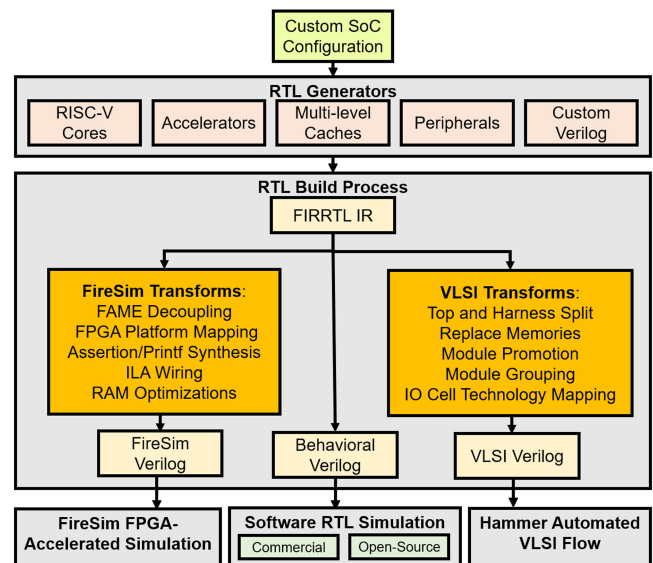 Custom SoC
Configuration
RTL Generators
RISC-V
Cores
Accelerators
Multi-level
Caches
Peripherals
Custom
Verilog
RTL Build Process
FIRRTL IR
FireSim Transforms:
FAME Decoupling
FPGA Platform Mapping
Assertion/Printf Synthesis
ILA Wiring
RAM Optimizations
VLSI Transforms:
Top and Harness Split
Replace Memories
Module Promotion
Module Grouping
IO Cell Technology Mapping
FireSim
Verilog
Behavioral
Verilog
VLSI Verilog
FireSim FPGA-
Accelerated Simulation
Software RTL Simulation
Commercial
Open-Source
Hammer Automated
VLSI Flow